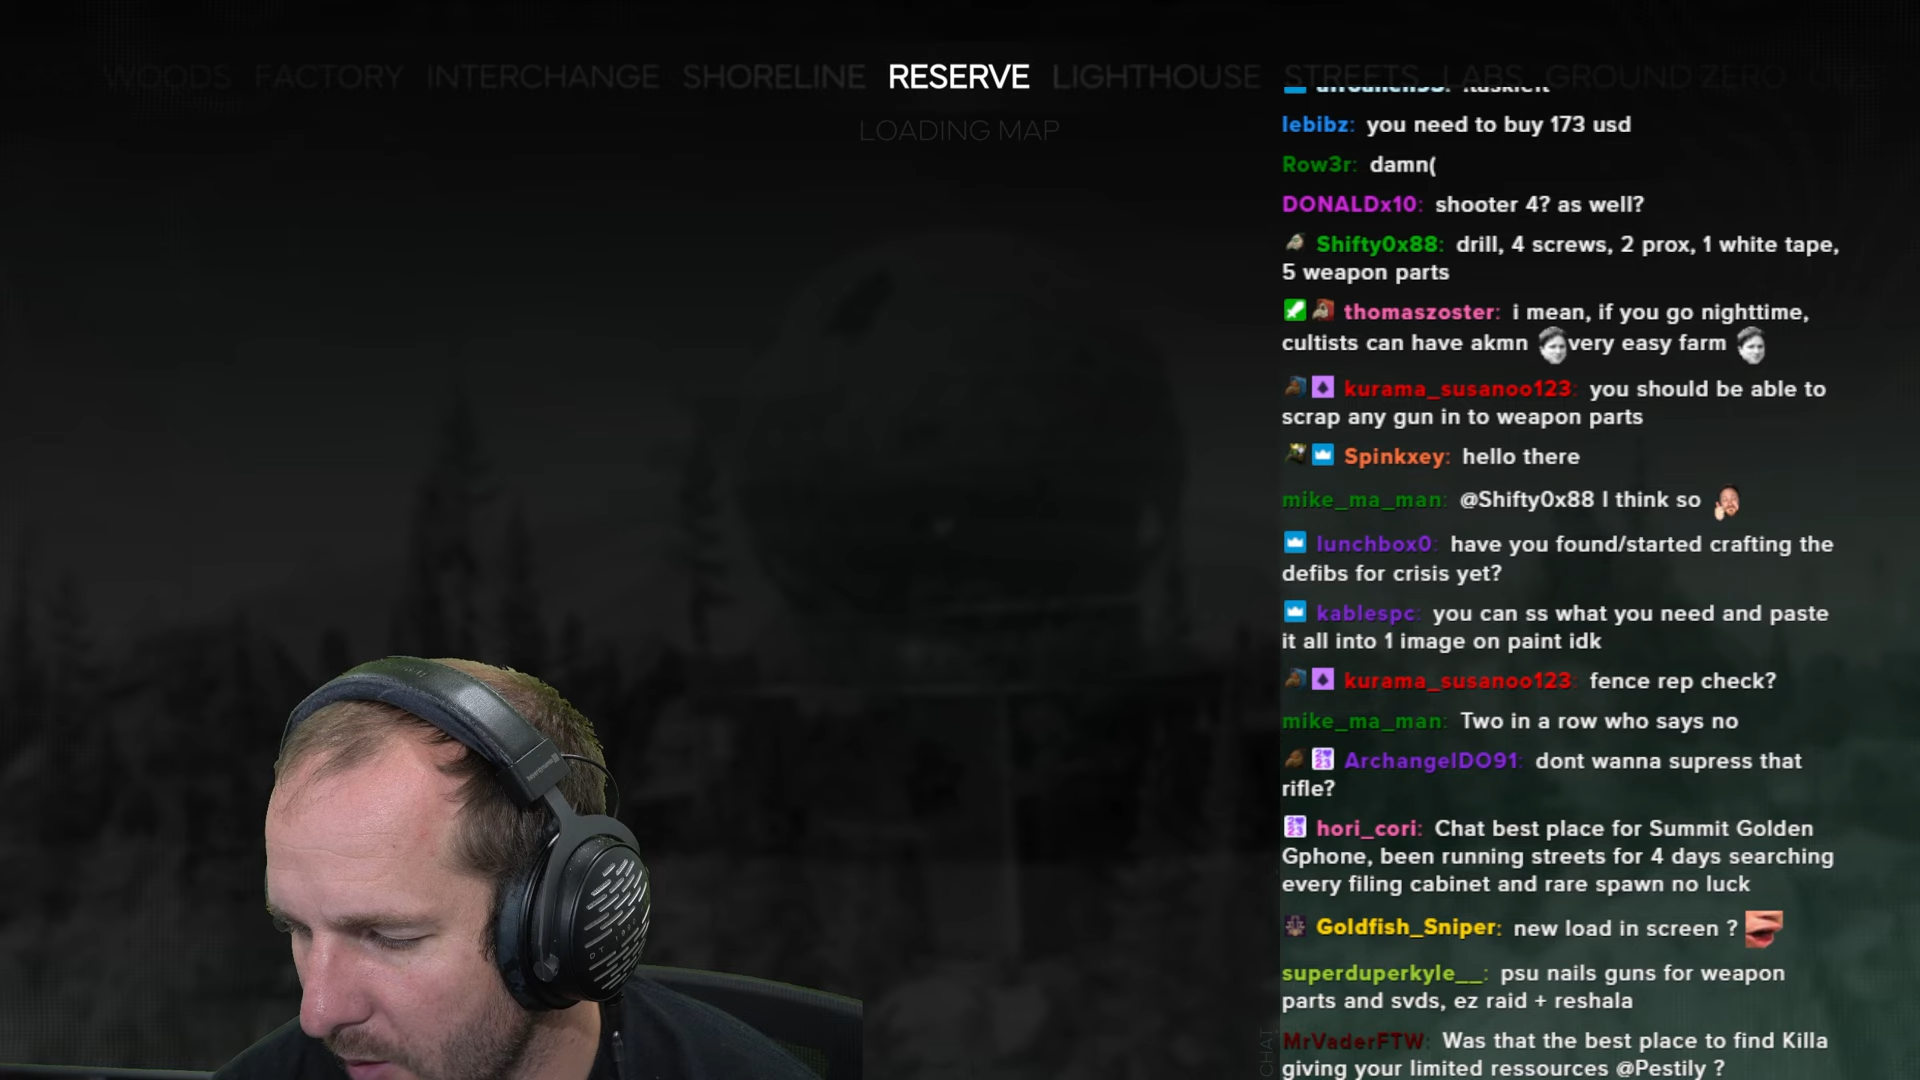 WOODS FACTORY INTERCHANGE SHORELINE RESERVE LIGHTHOUSE STREETS LABS GROUND ZERO
LOADING MAP
lebibz: you need to buy 173 usd
Row3r: damn(
DONALDx10: shooter 4? as well?
Shifty0x88: drill, 4 screws, 2 prox, 1 white tape,
5 weapon parts
thomaszoster: i mean, if you go nighttime,
cultists can have akmn very easy farm
kurama_susanoo123: you should be able to
scrap any gun in to weapon parts
Spinkxey: hello there
mike_ma_man: @Shifty0x88 I think so
lunchbox0: have you found/started crafting the
defibs for crisis yet?
kablespc: you can ss what you need and paste
it all into 1 image on paint idk
kurama_susanoo123: fence rep check?
mike_ma_man: Two in a row who says no
ArchangelDO91: dont wanna supress that
rifle?
hori_cori: Chat best place for Summit Golden
Gphone, been running streets for 4 days searching
every filing cabinet and rare spawn no luck
Goldfish_Sniper: new load in screen ?
superduperkyle__: psu nails guns for weapon
parts and svds, ez raid + reshala
MrVaderFTW: Was that the best place to find Killa
giving your limited ressources @Pestily ?
CHAT